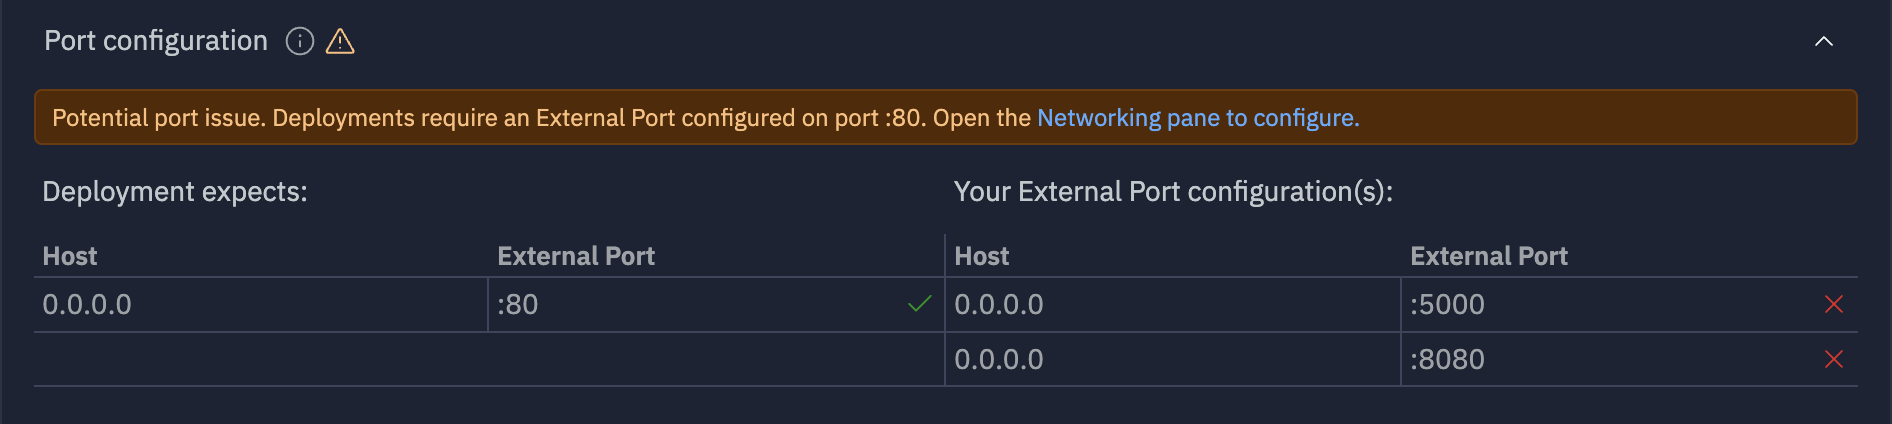 Port configuration
Potential port issue. Deployments require an External Port configured on port :80. Open the Networking pane to configure.
Deployment expects:
Your External Port configuration(s):
Host External Port Host External Port
0.0.0.0 :80 0.0.0.0 :5000
0.0.0.0 :8080